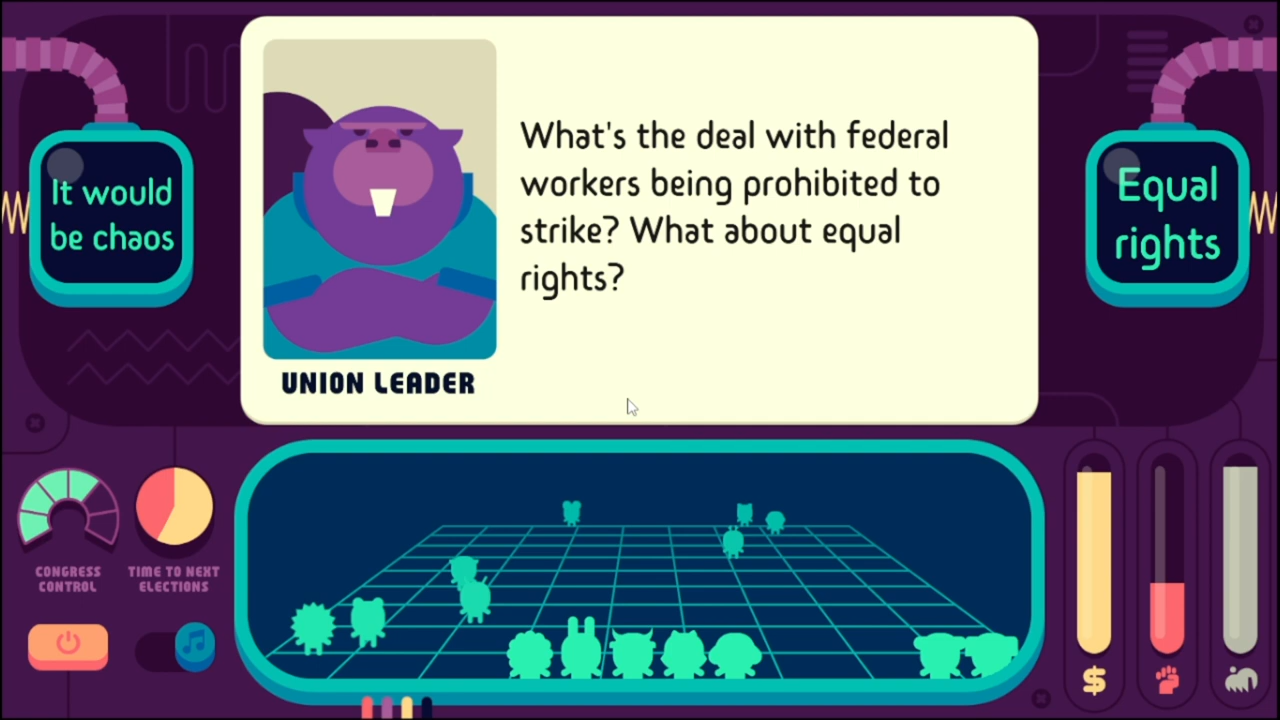 What's the deal with federal
workers being prohibited to
strike? What about equal
rights?
UNION LEADER
It would
be chaos
Equal
rights
CONGRESS
CONTROL
TIME TO NEXT
ELECTIONS
$